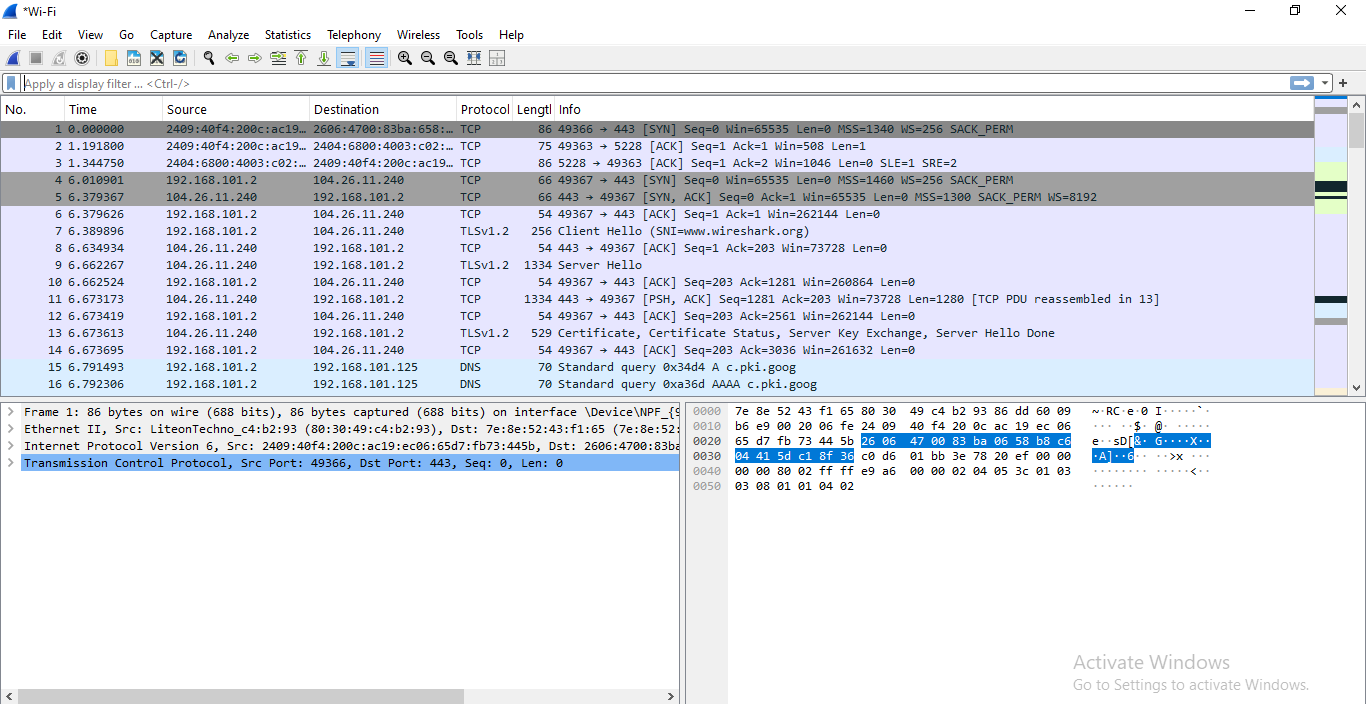 *Wi-Fi
File Edit View Go Capture Analyze Statistics Telephony Wireless Tools Help
Apply a display filter ... <Ctrl-/>
No. Time Source Destination Protocol Lengtl Info
1 0.000000 2409:40f4:200c:ac19… 2606:4700:83ba:658:… TCP 86 49366 → 443 [SYN] Seq=0 Win=65535 Len=0 MSS=1340 WS=256 SACK_PERM
2 1.191800 2409:40f4:200c:ac19… 2404:6800:4003:c02:… TCP 75 49363 → 5228 [ACK] Seq=1 Ack=1 Win=508 Len=1
3 1.344750 2404:6800:4003:c02:… 2409:40f4:200c:ac19… TCP 86 5228 → 49363 [ACK] Seq=1 Ack=2 Win=1046 Len=0 SLE=1 SRE=2
4 6.010901 192.168.101.2 104.26.11.240 TCP 66 49367 → 443 [SYN] Seq=0 Win=65535 Len=0 MSS=1460 WS=256 SACK_PERM
5 6.379367 104.26.11.240 192.168.101.2 TCP 66 443 → 49367 [SYN, ACK] Seq=0 Ack=1 Win=65535 Len=0 MSS=1300 SACK_PERM WS=8192
6 6.379626 192.168.101.2 104.26.11.240 TCP 54 49367 → 443 [ACK] Seq=1 Ack=1 Win=262144 Len=0
7 6.389896 192.168.101.2 104.26.11.240 TLSv1.2 256 Client Hello (SNI=www.wireshark.org)
8 6.634934 104.26.11.240 192.168.101.2 TCP 54 443 → 49367 [ACK] Seq=1 Ack=203 Win=73728 Len=0
9 6.662267 104.26.11.240 192.168.101.2 TLSv1.2 1334 Server Hello
10 6.662524 192.168.101.2 104.26.11.240 TCP 54 49367 → 443 [ACK] Seq=203 Ack=1281 Win=260864 Len=0
11 6.673173 104.26.11.240 192.168.101.2 TCP 1334 443 → 49367 [PSH, ACK] Seq=1281 Ack=203 Win=73728 Len=1280 [TCP PDU reassembled in 13]
12 6.673419 192.168.101.2 104.26.11.240 TCP 54 49367 → 443 [ACK] Seq=203 Ack=2561 Win=262144 Len=0
13 6.673613 104.26.11.240 192.168.101.2 TLSv1.2 529 Certificate, Certificate Status, Server Key Exchange, Server Hello Done
14 6.673695 192.168.101.2 104.26.11.240 TCP 54 49367 → 443 [ACK] Seq=203 Ack=3036 Win=261632 Len=0
15 6.791493 192.168.101.2 192.168.101.125 DNS 70 Standard query 0x34d4 A c.pki.goog
16 6.792306 192.168.101.2 192.168.101.125 DNS 70 Standard query 0xa36d AAAA c.pki.goog
Frame 1: 86 bytes on wire (688 bits), 86 bytes captured (688 bits) on interface \Device\NPF_{9
Ethernet II, Src: LiteonTechno_c4:b2:93 (80:30:49:c4:b2:93), Dst: 7e:8e:52:43:f1:65 (7e:8e:52:
Internet Protocol Version 6, Src: 2409:40f4:200c:ac19:ec06:65d7:fb73:445b, Dst: 2606:4700:83ba
Transmission Control Protocol, Src Port: 49366, Dst Port: 443, Seq: 0, Len: 0
0000 7e 8e 52 43 f1 65 80 30 49 c4 b2 93 86 dd 60 09 ~·RC·e·0 I·····`·
0010 b6 e9 00 20 06 fe 24 09 40 f4 20 0c ac 19 ec 06 ··· ··$· @· ·····
0020 65 d7 fb 73 44 5b 26 06 47 00 83 ba 06 58 b8 c6 e··sD[&· G····X··
0030 04 41 5d c1 8f 36 c0 d6 01 bb 3e 78 20 ef 00 00 ·A]··6·· ··>x ···
0040 00 00 80 02 ff ff e9 a6 00 00 02 04 05 3c 01 03 ········ ·····<··
0050 03 08 01 01 04 02 ······
Activate Windows
Go to Settings to activate Windows.